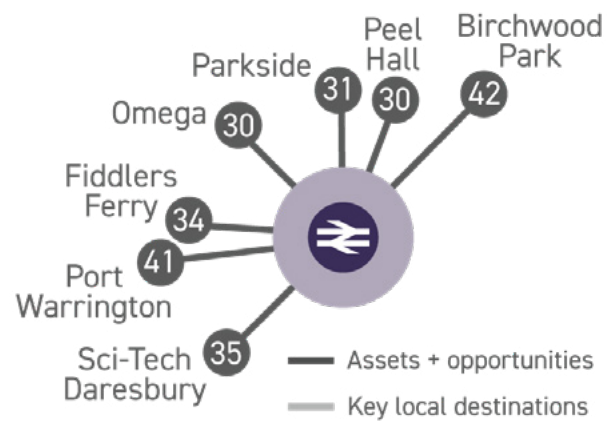 Birchwood
Park
42
Peel
Hall
30
Parkside
31
Omega
30
Fiddlers
Ferry
34
41
Port
Warrington
Sci-Tech
Daresbury
35
Assets + opportunities
Key local destinations